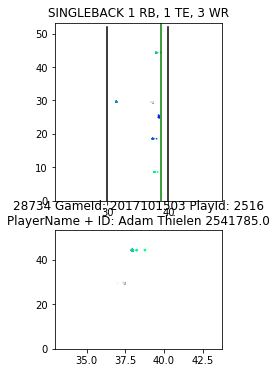 SINGLEBACK 1 RB, 1 TE, 3 WR
50
40
30
20
10
0
30
40
28734 GameId: 2017101503 PlayId: 2516
PlayerName + ID: Adam Thielen 2541785.0
40
20
0
35.0 37.5 40.0 42.5